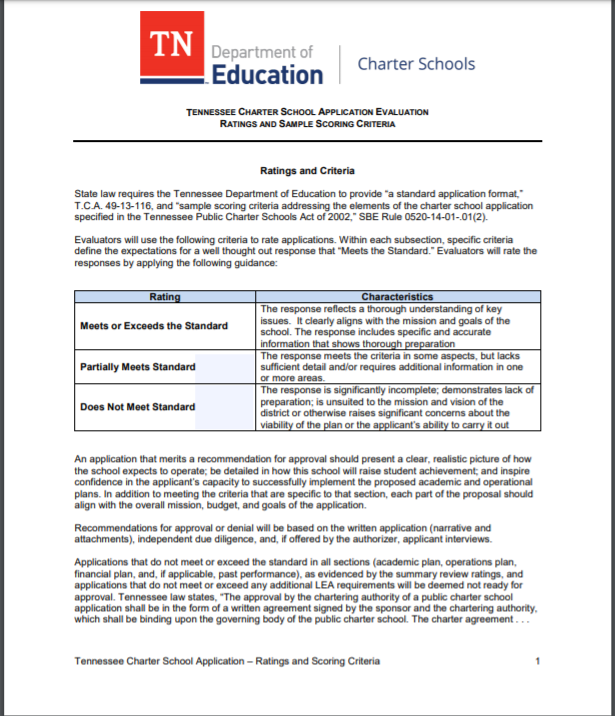 TN
Department of
Education
Charter Schools
TENNESSEE CHARTER SCHOOL APPLICATION EVALUATION
RATINGS AND SAMPLE SCORING CRITERIA
Ratings and Criteria
State law requires the Tennessee Department of Education to provide “a standard application format,”
T.C.A. 49-13-116, and “sample scoring criteria addressing the elements of the charter school application
specified in the Tennessee Public Charter Schools Act of 2002,” SBE Rule 0520-14-01-.01(2).
Evaluators will use the following criteria to rate applications. Within each subsection, specific criteria
define the expectations for a well thought out response that “Meets the Standard.” Evaluators will rate the
responses by applying the following guidance:
Rating Characteristics
Meets or Exceeds the Standard
The response reflects a thorough understanding of key
issues. It clearly aligns with the mission and goals of the
school. The response includes specific and accurate
information that shows thorough preparation
Partially Meets Standard
The response meets the criteria in some aspects, but lacks
sufficient detail and/or requires additional information in one
or more areas.
Does Not Meet Standard
The response is significantly incomplete; demonstrates lack of
preparation; is unsuited to the mission and vision of the
district or otherwise raises significant concerns about the
viability of the plan or the applicant’s ability to carry it out
An application that merits a recommendation for approval should present a clear, realistic picture of how
the school expects to operate; be detailed in how this school will raise student achievement; and inspire
confidence in the applicant’s capacity to successfully implement the proposed academic and operational
plans. In addition to meeting the criteria that are specific to that section, each part of the proposal should
align with the overall mission, budget, and goals of the application.
Recommendations for approval or denial will be based on the written application (narrative and
attachments), independent due diligence, and, if offered by the authorizer, applicant interviews.
Applications that do not meet or exceed the standard in all sections (academic plan, operations plan,
financial plan, and, if applicable, past performance), as evidenced by the summary review ratings, and
applications that do not meet or exceed any additional LEA requirements will be deemed not ready for
approval. Tennessee law states, “The approval by the chartering authority of a public charter school
application shall be in the form of a written agreement signed by the sponsor and the chartering authority,
which shall be binding upon the governing body of the public charter school. The charter agreement . . .
Tennessee Charter School Application – Ratings and Scoring Criteria 1